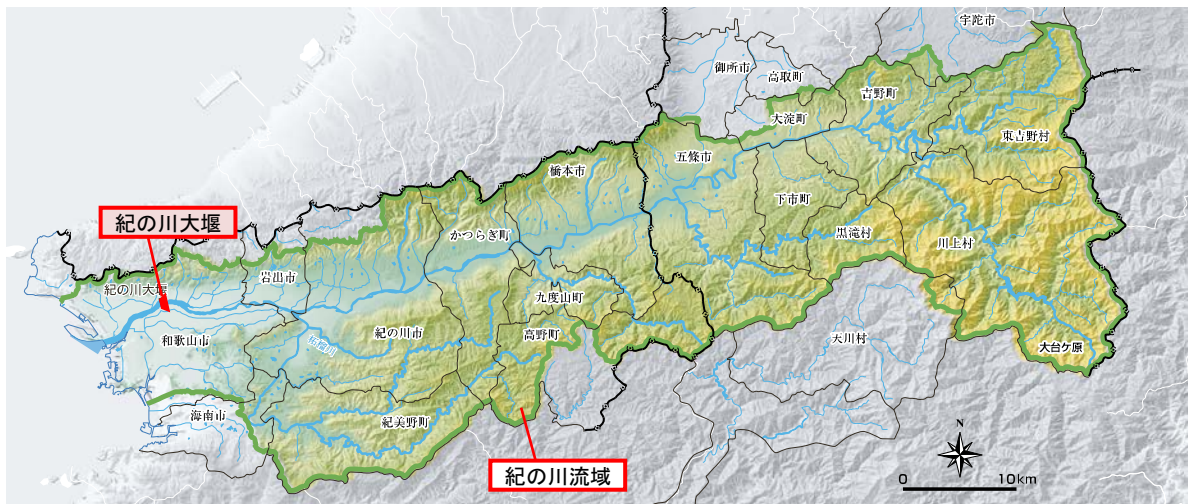 宇陀市
御所市
高取町
吉野町
大淀町
東吉野村
五條市
橋本市
下市町
紀の川大堰
かつらぎ町
黒滝村
川上村
岩出市
紀の川大堰
九度山町
紀の川市
高野町
和歌山市
天川村
大台ケ原
海南市
紀美野町
紀の川流域
N
0 10km